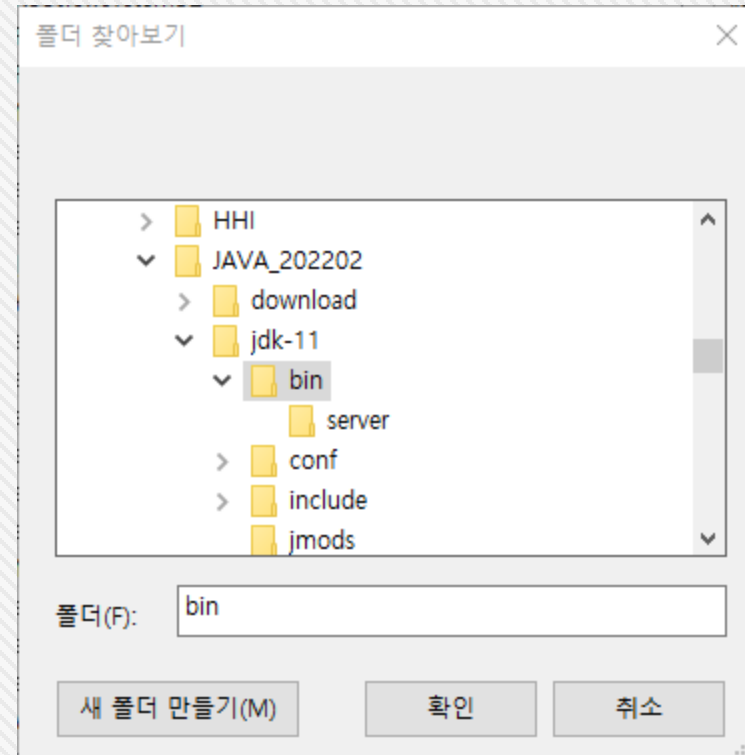 폴더 찾아보기
HHI
JAVA_202202
download
jdk-11
bin
server
conf
include
jmods
폴더(F): bin
새 폴더 만들기(M) 확인 취소